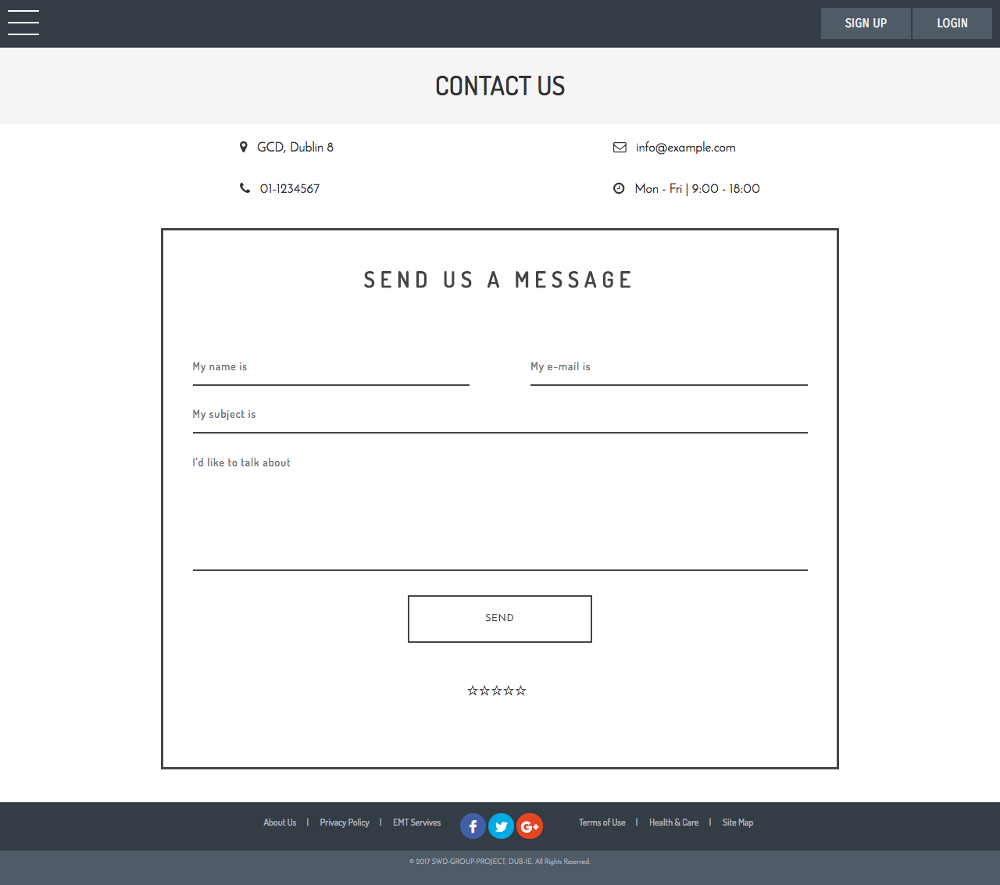 SIGN UP LOGIN
CONTACT US
GCD, Dublin 8
info@example.com
01-1234567
Mon - Fri | 9:00 - 18:00
SEND US A MESSAGE
My name is
My e-mail is
My subject is
I'd like to talk about
SEND
☆☆☆☆☆
About Us | Privacy Policy | EMT Servives f G+ Terms of Use | Health & Care | Site Map
© 2017 SWD-GROUP-PROJECT, DUB-IE. All Rights Reserved.